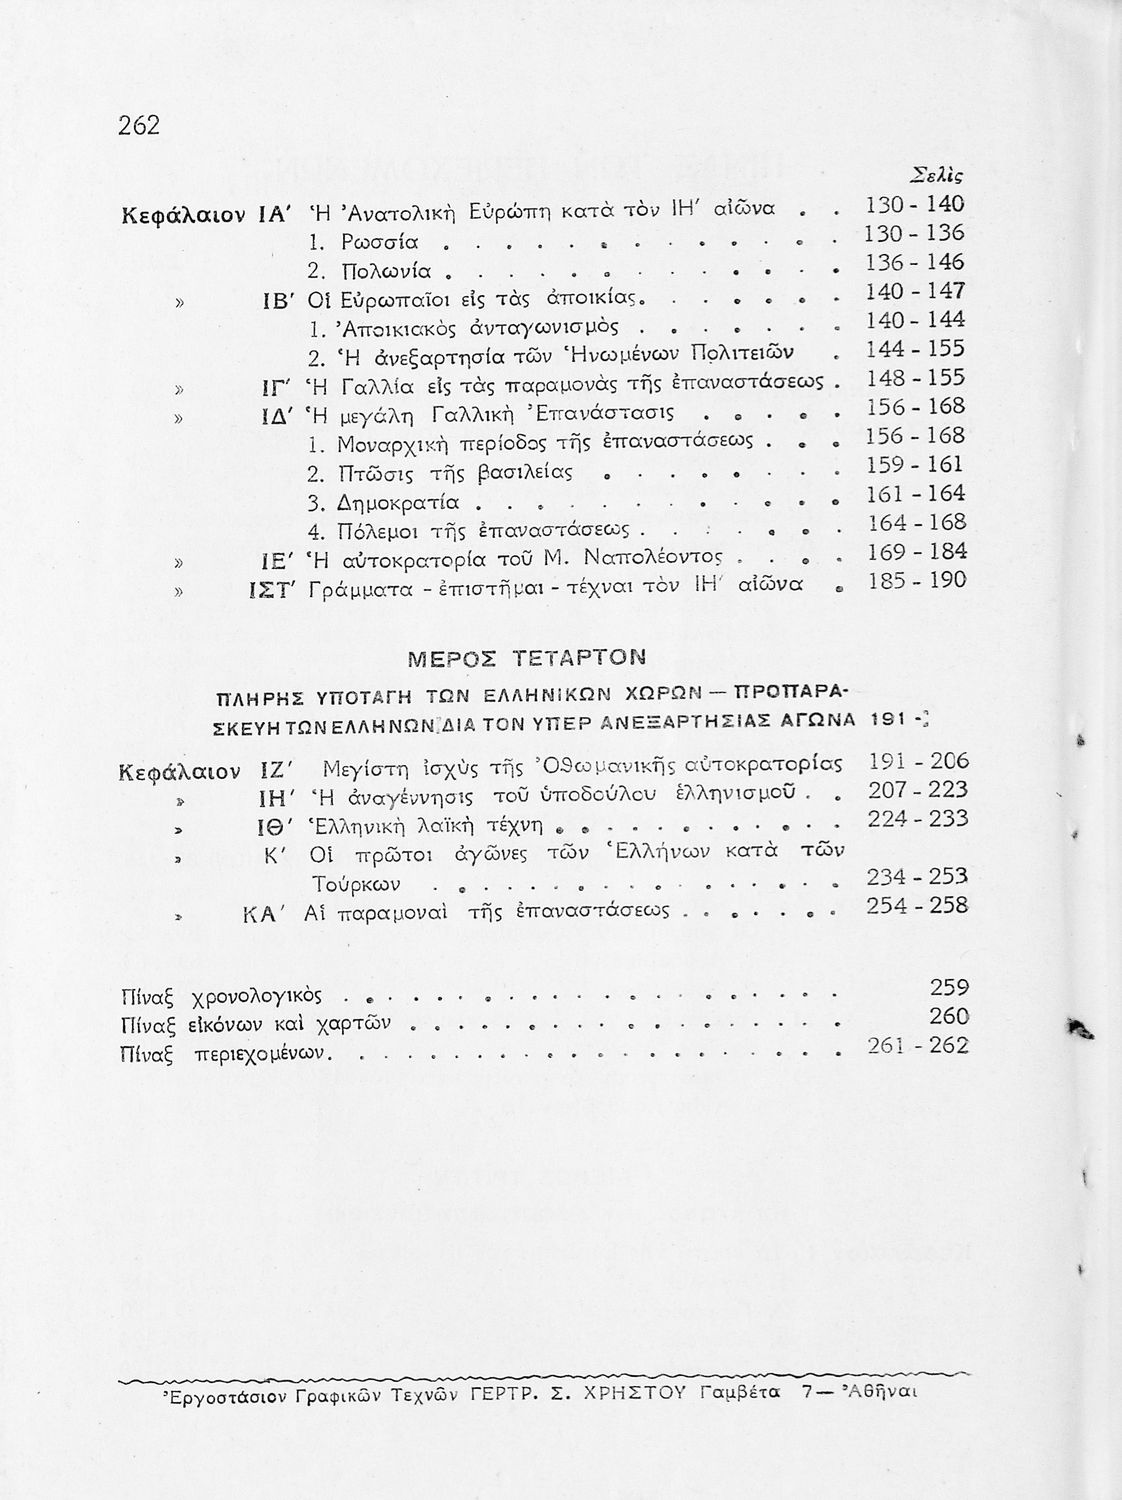 262
Σελὶς
Κεφάλαιον ΙΑ' Ἡ Ἀνατολικὴ Εὐρώπη κατὰ τὸν ΙΗ' αἰῶνα . . 130 - 140
1. Ρωσσία . . . . . . . . . . . . 130 - 136
2. Πολωνία . . . . . . . . . . . . 136 - 146
» ΙΒ' Οἱ Εὐρωπαῖοι εἰς τὰς ἀποικίας. . . . . . . 140 - 147
1. Ἀποικιακὸς ἀνταγωνισμὸς . . . . . . . 140 - 144
2. Ἡ ἀνεξαρτησία τῶν Ἡνωμένων Πολιτειῶν . 144 - 155
» ΙΓ' Ἡ Γαλλία εἰς τὰς παραμονὰς τῆς ἐπαναστάσεως . 148 - 155
» ΙΔ' Ἡ μεγάλη Γαλλικὴ Ἐπανάστασις . . . . . 156 - 168
1. Μοναρχικὴ περίοδος τῆς ἐπαναστάσεως . . . 156 - 168
2. Πτῶσις τῆς βασιλείας . . . . . . . . 159 - 161
3. Δημοκρατία . . . . . . . . . . . . 161 - 164
4. Πόλεμοι τῆς ἐπαναστάσεως . . . . . . . 164 - 168
» ΙΕ' Ἡ αὐτοκρατορία τοῦ Μ. Ναπολέοντος . . . . 169 - 184
» ΙΣΤ' Γράμματα - ἐπιστῆμαι - τέχναι τὸν ΙΗ' αἰῶνα . 185 - 190
ΜΕΡΟΣ ΤΕΤΑΡΤΟΝ
ΠΛΗΡΗΣ ΥΠΟΤΑΓΗ ΤΩΝ ΕΛΛΗΝΙΚΩΝ ΧΩΡΩΝ — ΠΡΟΠΑΡΑ-
ΣΚΕΥΗ ΤΩΝ ΕΛΛΗΝΩΝ ΔΙΑ ΤΟΝ ΥΠΕΡ ΑΝΕΞΑΡΤΗΣΙΑΣ ΑΓΩΝΑ 191 -
Κεφάλαιον ΙΖ' Μεγίστη ἰσχὺς τῆς Ὀθωμανικῆς αὐτοκρατορίας 191 - 206
» ΙΗ' Ἡ ἀναγέννησις τοῦ ὑποδούλου ἑλληνισμοῦ . . 207 - 223
» ΙΘ' Ἑλληνικὴ λαϊκὴ τέχνη . . . . . . . . . 224 - 233
» Κ' Οἱ πρῶτοι ἀγῶνες τῶν Ἑλλήνων κατὰ τῶν
Τούρκων . . . . . . . . . . . . . 234 - 253
» ΚΑ' Αἱ παραμοναὶ τῆς ἐπαναστάσεως . . . . . . 254 - 258
Πίναξ χρονολογικὸς . . . . . . . . . . . . . . . . . 259
Πίναξ εἰκόνων καὶ χαρτῶν . . . . . . . . . . . . . . . 260
Πίναξ περιεχομένων. . . . . . . . . . . . . . . . . . 261 - 262
Ἐργοστάσιον Γραφικῶν Τεχνῶν ΓΕΡΤΡ. Σ. ΧΡΗΣΤΟΥ Γαμβέτα 7— Ἀθῆναι